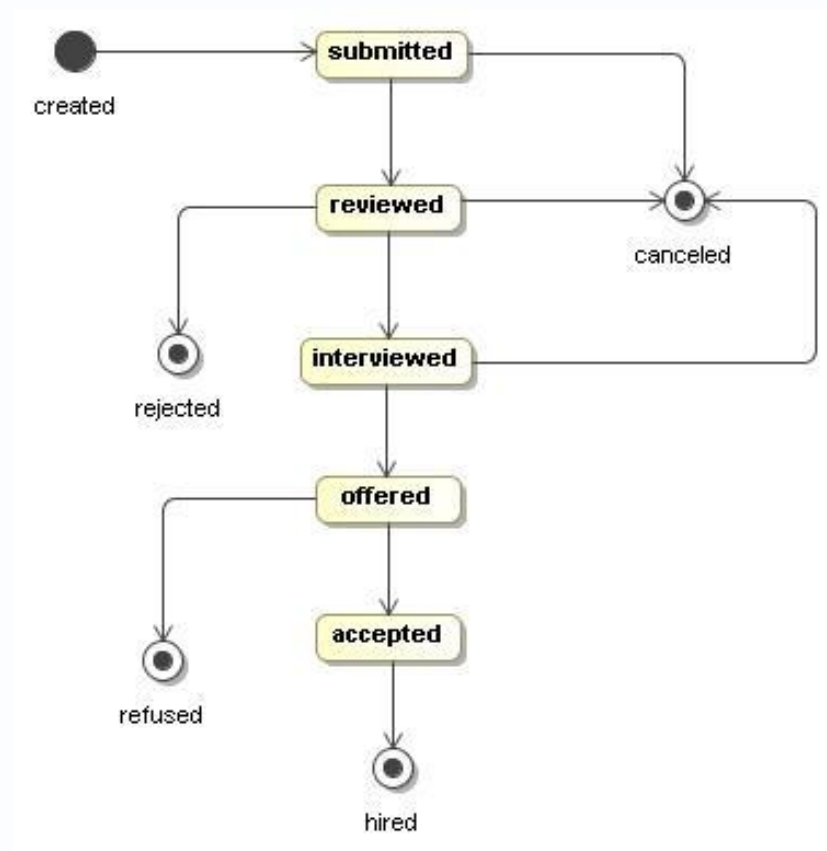 submitted
created
reviewed
canceled
interviewed
rejected
offered
accepted
refused
hired